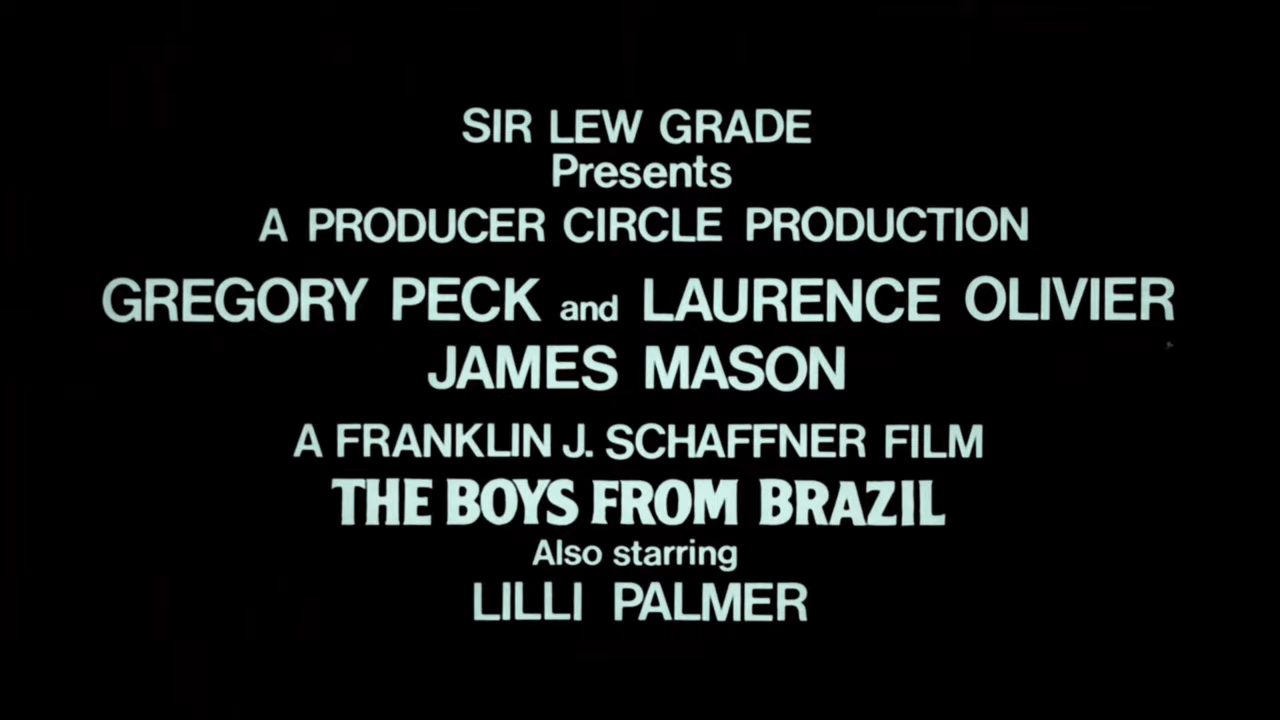 SIR LEW GRADE
Presents
A PRODUCER CIRCLE PRODUCTION
GREGORY PECK and LAURENCE OLIVIER
JAMES MASON
A FRANKLIN J. SCHAFFNER FILM
THE BOYS FROM BRAZIL
Also starring
LILLI PALMER